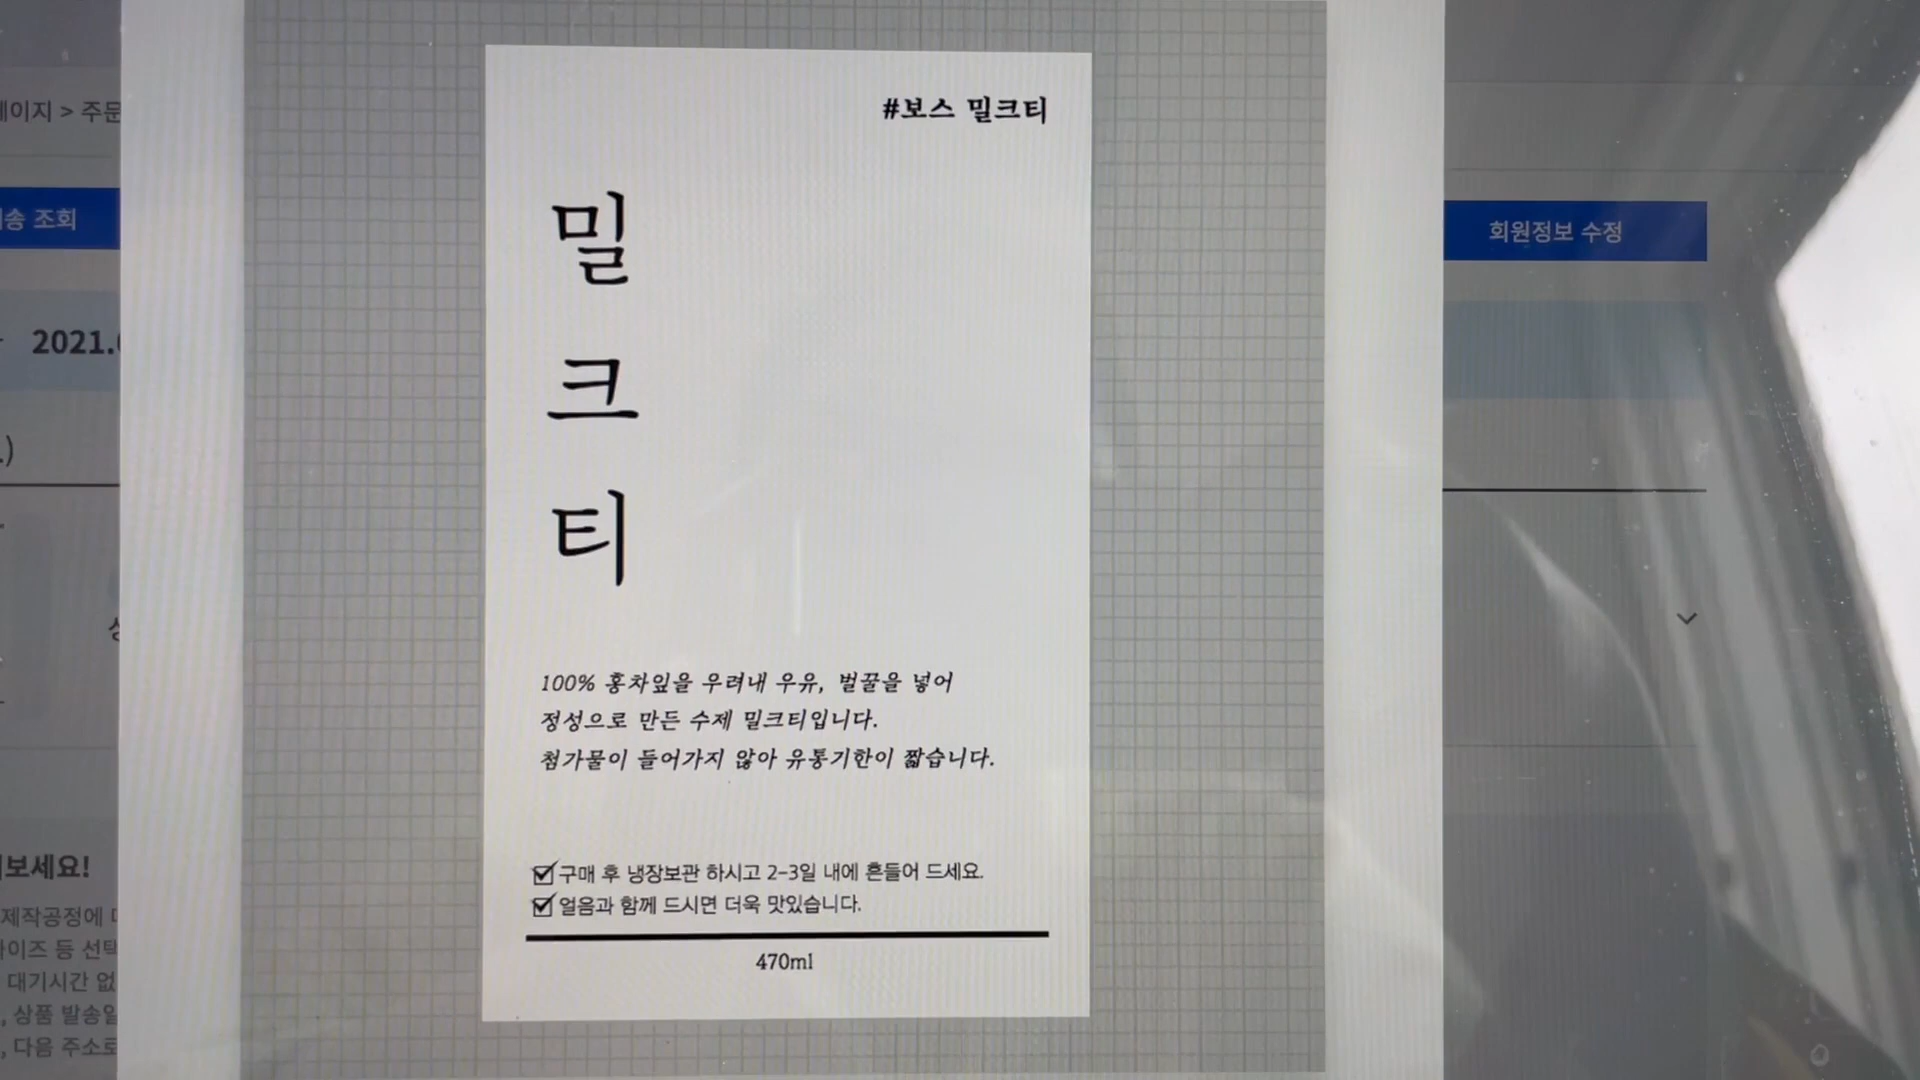 페이지 > 주문
송 조회
회원정보 수정
2021.
#보스 밀크티
밀
크
티
100% 홍차잎을 우려내 우유, 벌꿀을 넣어
정성으로 만든 수제 밀크티입니다.
첨가물이 들어가지 않아 유통기한이 짧습니다.
구매 후 냉장보관 하시고 2-3일 내에 흔들어 드세요.
얼음과 함께 드시면 더욱 맛있습니다.
470ml
보세요!
제작공정에
이즈 등 선택
대기시간 없
, 상품 발송일
, 다음 주소로